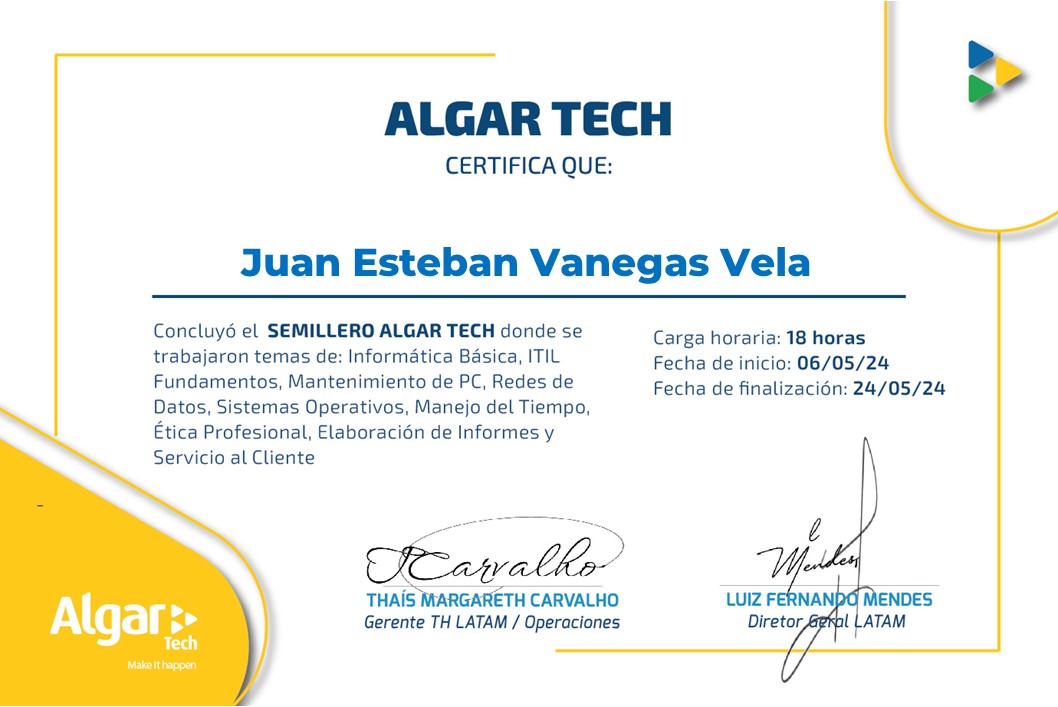 ALGAR TECH
CERTIFICA QUE:
Juan Esteban Vanegas Vela
Concluyó el SEMILLERO ALGAR TECH donde se
trabajaron temas de: Informática Básica, ITIL
Fundamentos, Mantenimiento de PC, Redes de
Datos, Sistemas Operativos, Manejo del Tiempo,
Ética Profesional, Elaboración de Informes y
Servicio al Cliente
Carga horaria: 18 horas
Fecha de inicio: 06/05/24
Fecha de finalización: 24/05/24
-
TCarvalho
THAÍS MARGARETH CARVALHO
Gerente TH LATAM / Operaciones
l
Mendes
LUIZ FERNANDO MENDES
Diretor Geral LATAM
Algar
Tech
Make It happen